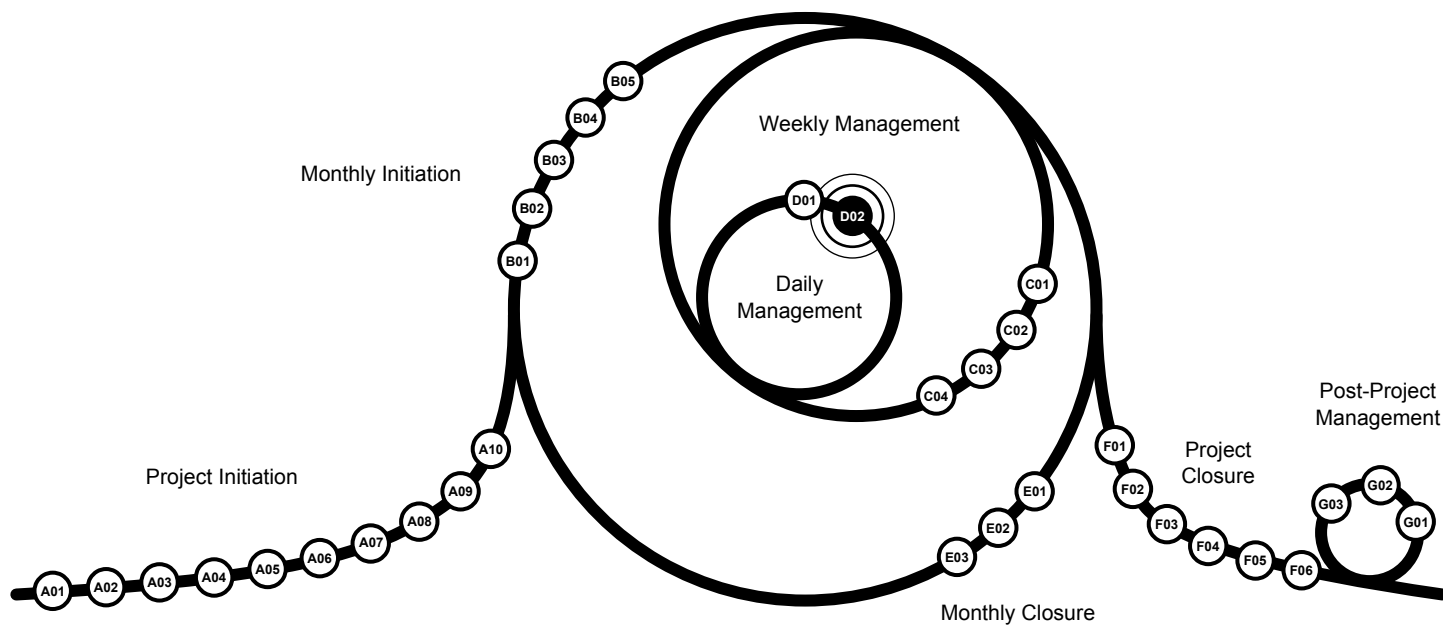 B05
B04
Weekly Management
B03
Monthly Initiation
D01
B02
D02
B01
Daily
Management
C01
C02
C03
C04
Post-Project
Management
A10
Project Initiation
F01
Project
Closure
A09
E01
F02
G02
G03
A08
F03
G01
E02
A07
F04
A06
E03
F05
A05
F06
A04
A03
A02
A01
Monthly Closure